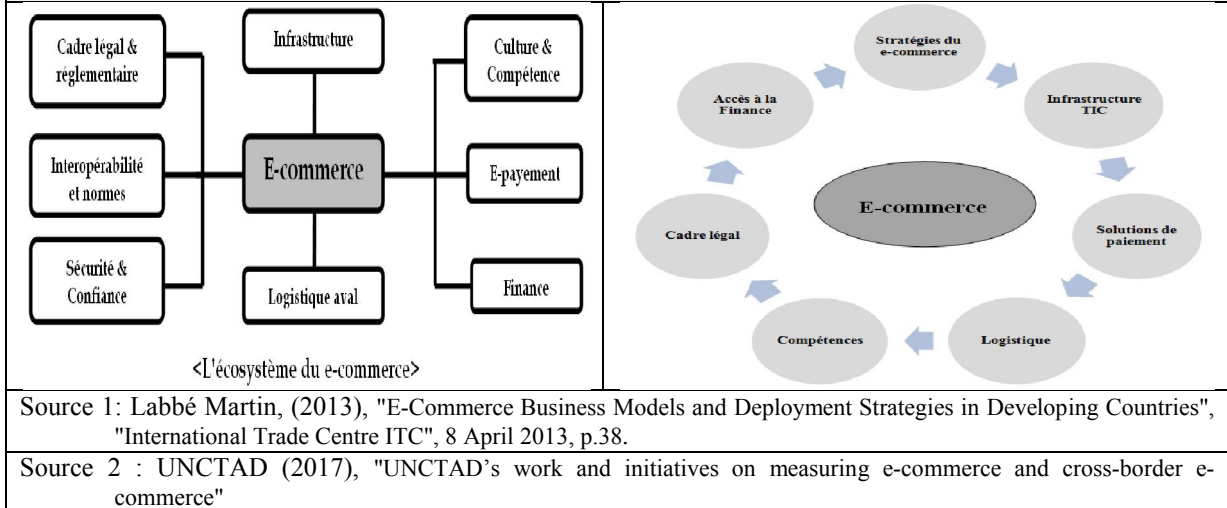 Cadre légal &
réglementaire
Infrastructure
Culture &
Compétence
Interopérabilité
et normes
E-commerce
E-payement
Sécurité &
Confiance
Logistique aval
Finance
<L'écosystème du e-commerce>
Stratégies du
e-commerce
Accès à la
Finance
Infrastructure
TIC
E-commerce
Cadre légal
Solutions de
paiement
Compétences
Logistique
Source 1: Labbé Martin, (2013), "E-Commerce Business Models and Deployment Strategies in Developing Countries",
"International Trade Centre ITC", 8 April 2013, p.38.
Source 2 : UNCTAD (2017), "UNCTAD’s work and initiatives on measuring e-commerce and cross-border e-
commerce"